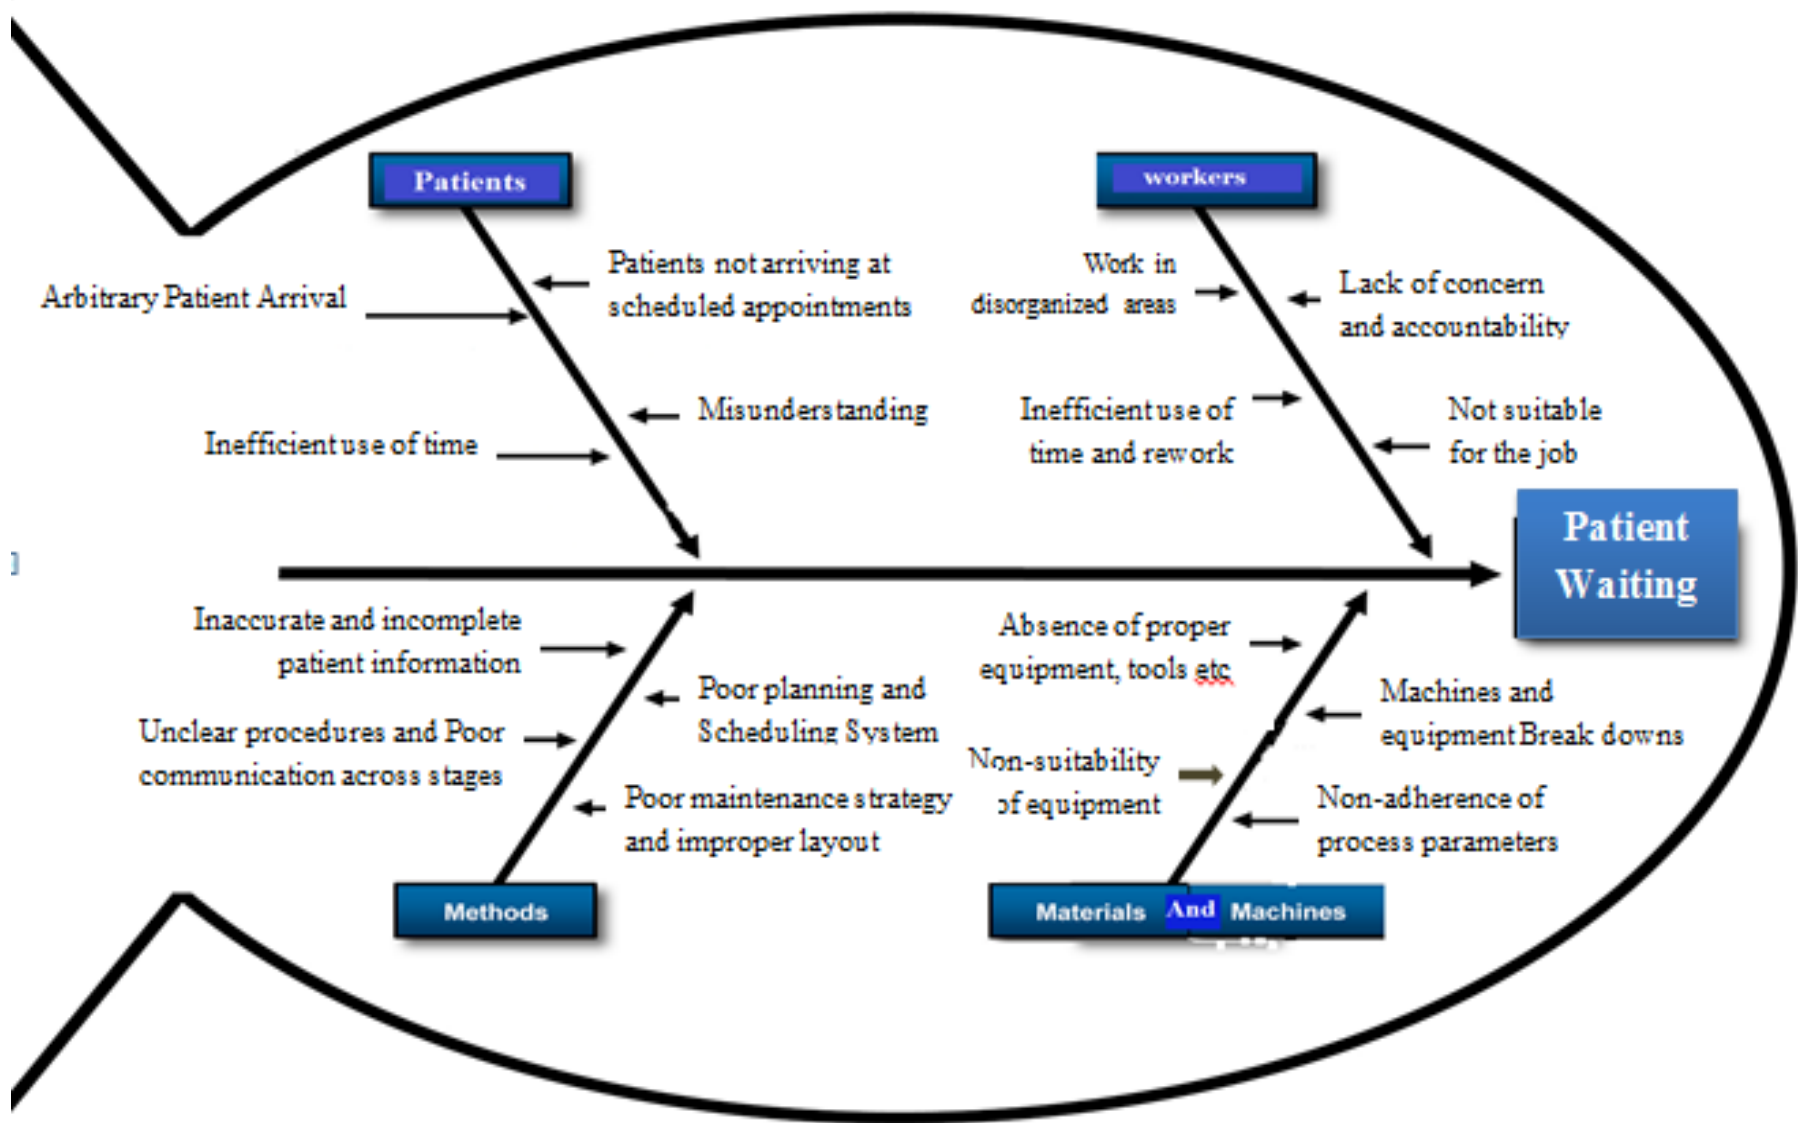 Patients
workers
Arbitrary Patient Arrival
Patients not arriving at
scheduled appointments
Inefficient use of time
Misunderstanding
Work in
disorganized areas
Lack of concern
and accountability
Inefficient use of
time and rework
Not suitable
for the job
Patient
Waiting
Inaccurate and incomplete
patient information
Poor planning and
Scheduling System
Unclear procedures and Poor
communication across stages
Poor maintenance strategy
and improper layout
Absence of proper
equipment, tools etc
Machines and
equipment Break downs
Non-suitability
of equipment
Non-adherence of
process parameters
Methods
Materials And Machines